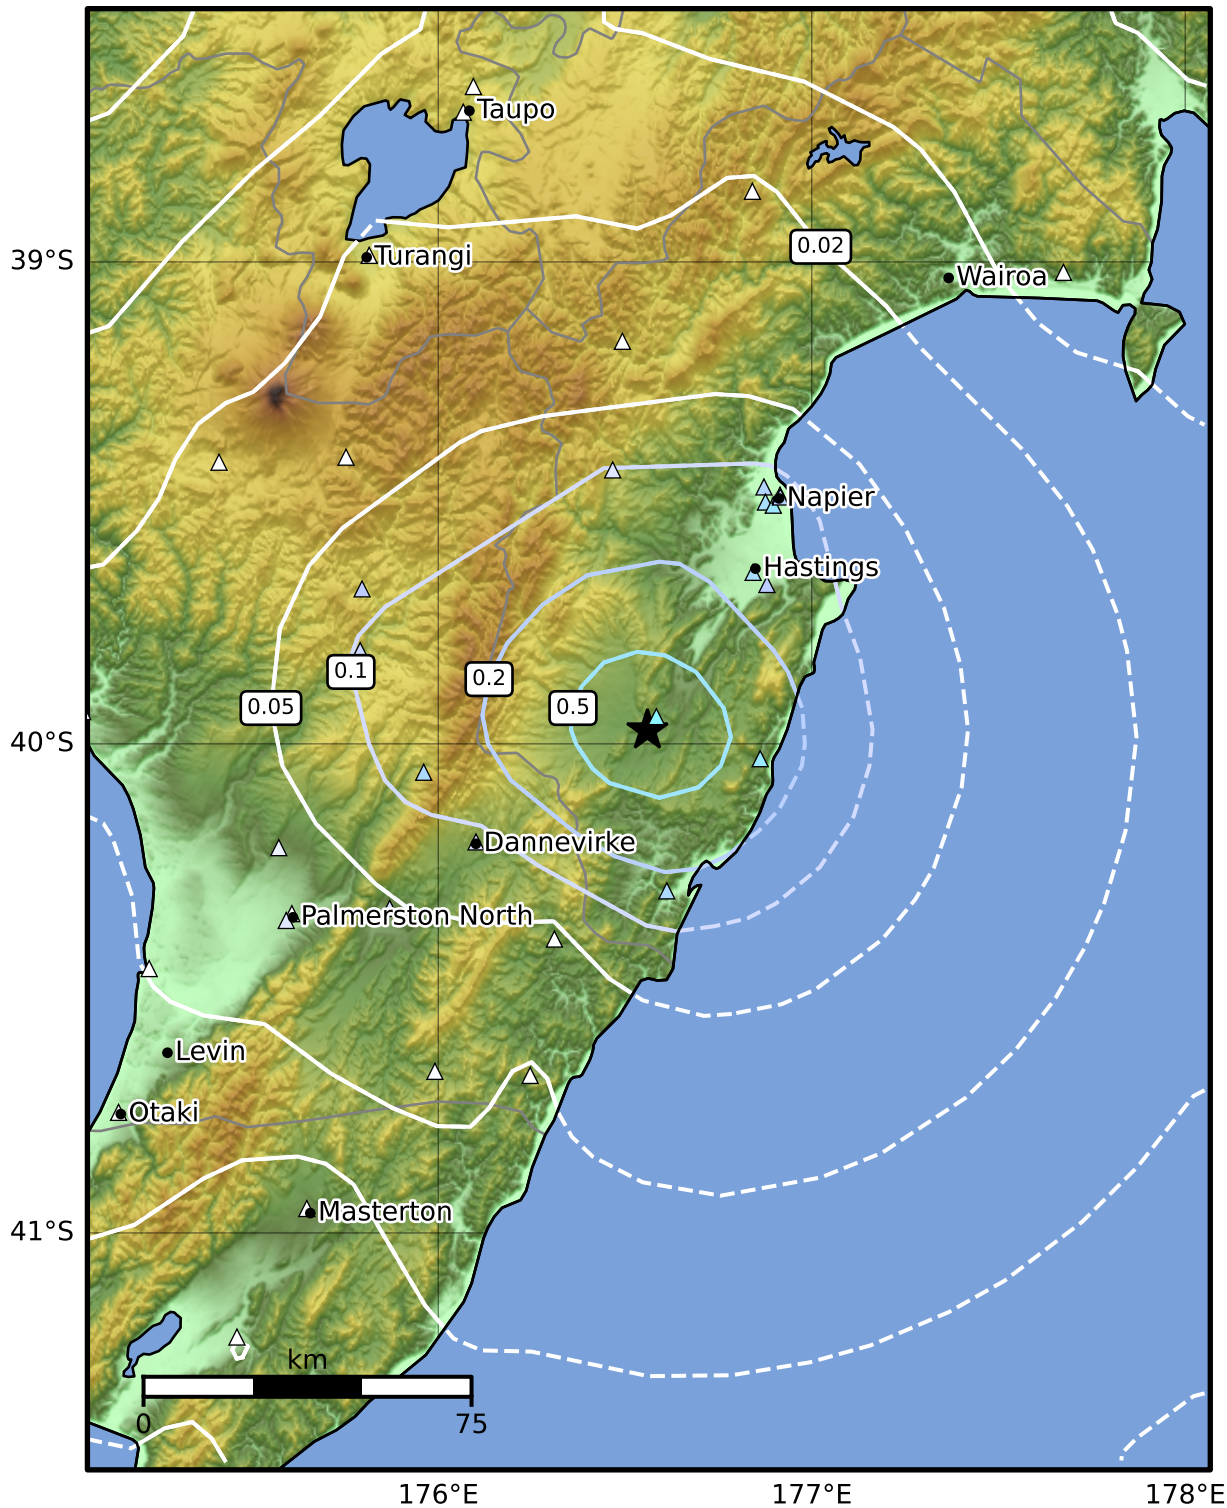 Taupo
39°S
Turangi
0.02
Wairoa
Napier
Hastings
0.1
0.2
0.05
0.5
40°S
Dannevirke
Palmerston North
Levin
Otaki
Masterton
41°S
km
0
75
176°E
177°E
178°E